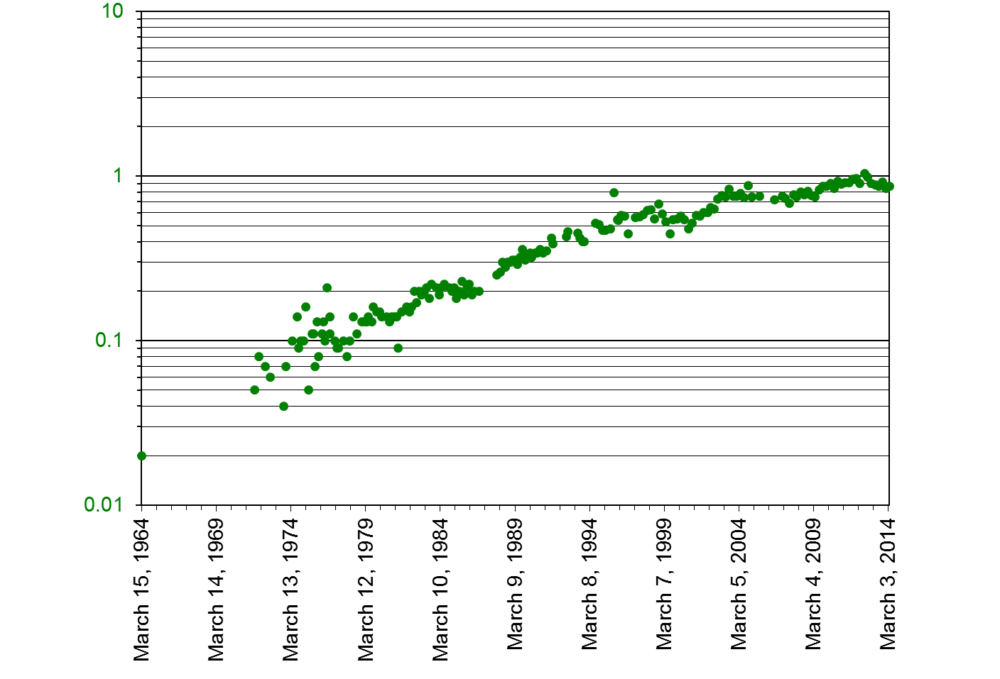 10
1
0.1
0.01
March 15, 1964
March 14, 1969
March 13, 1974
March 12, 1979
March 10, 1984
March 9, 1989
March 8, 1994
March 7, 1999
March 5, 2004
March 4, 2009
March 3, 2014